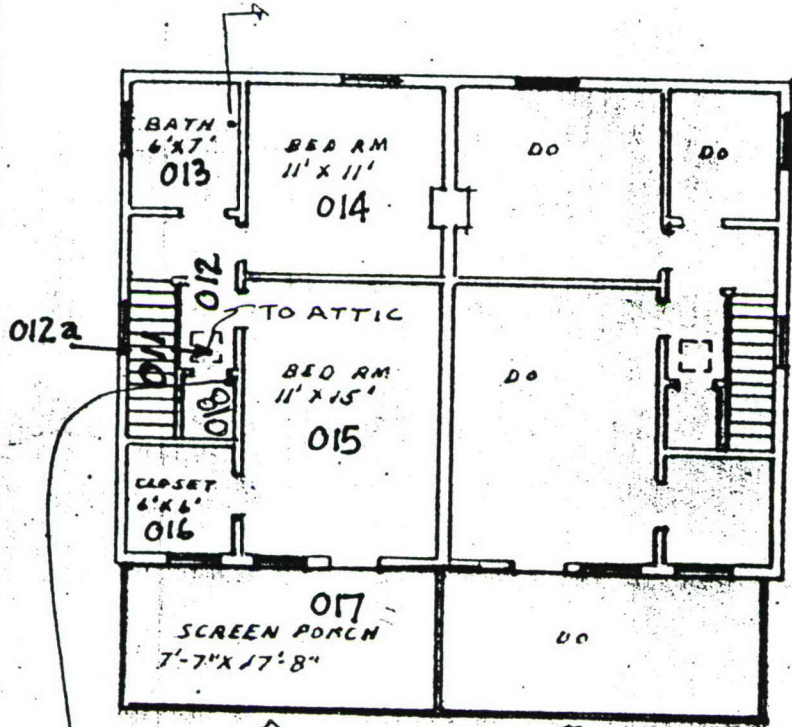 BATH
6'X7'
013
BED RM
11' X 11'
014
DO
DO
012
TO ATTIC
012a
011
BED RM
11' X 15'
015
DO
018
CLOSET
6'X6'
016
017
SCREEN PORCH
7'-7"X17'-8"
DO